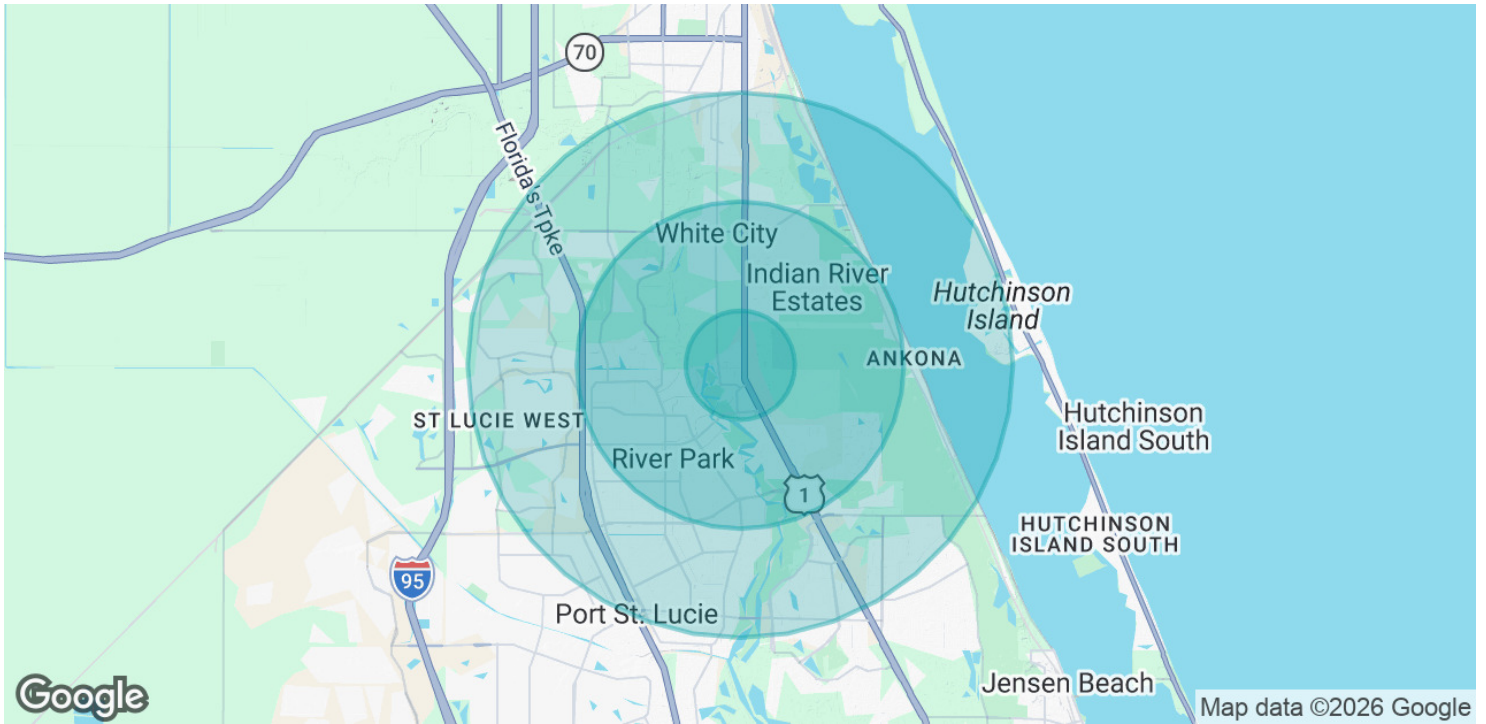 70
Florida's Tpke
White City
Indian River
Estates
Hutchinson
Island
ANKONA
ST LUCIE WEST
Hutchinson
Island South
River Park
1
HUTCHINSON
ISLAND SOUTH
95
Port St. Lucie
Jensen Beach
Google
Map data ©2026 Google